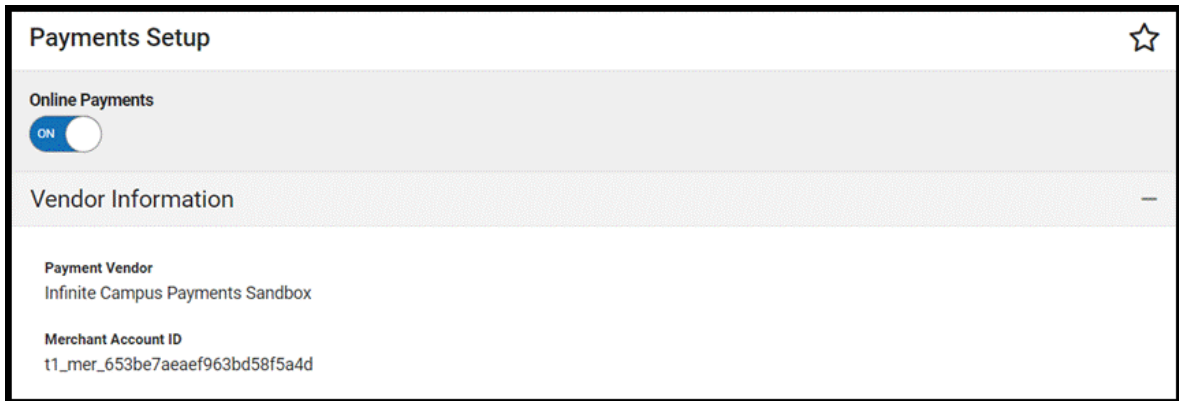 Payments Setup
Online Payments
ON
Vendor Information
Payment Vendor
Infinite Campus Payments Sandbox
Merchant Account ID
t1_mer_653be7aeaef963bd58f5a4d